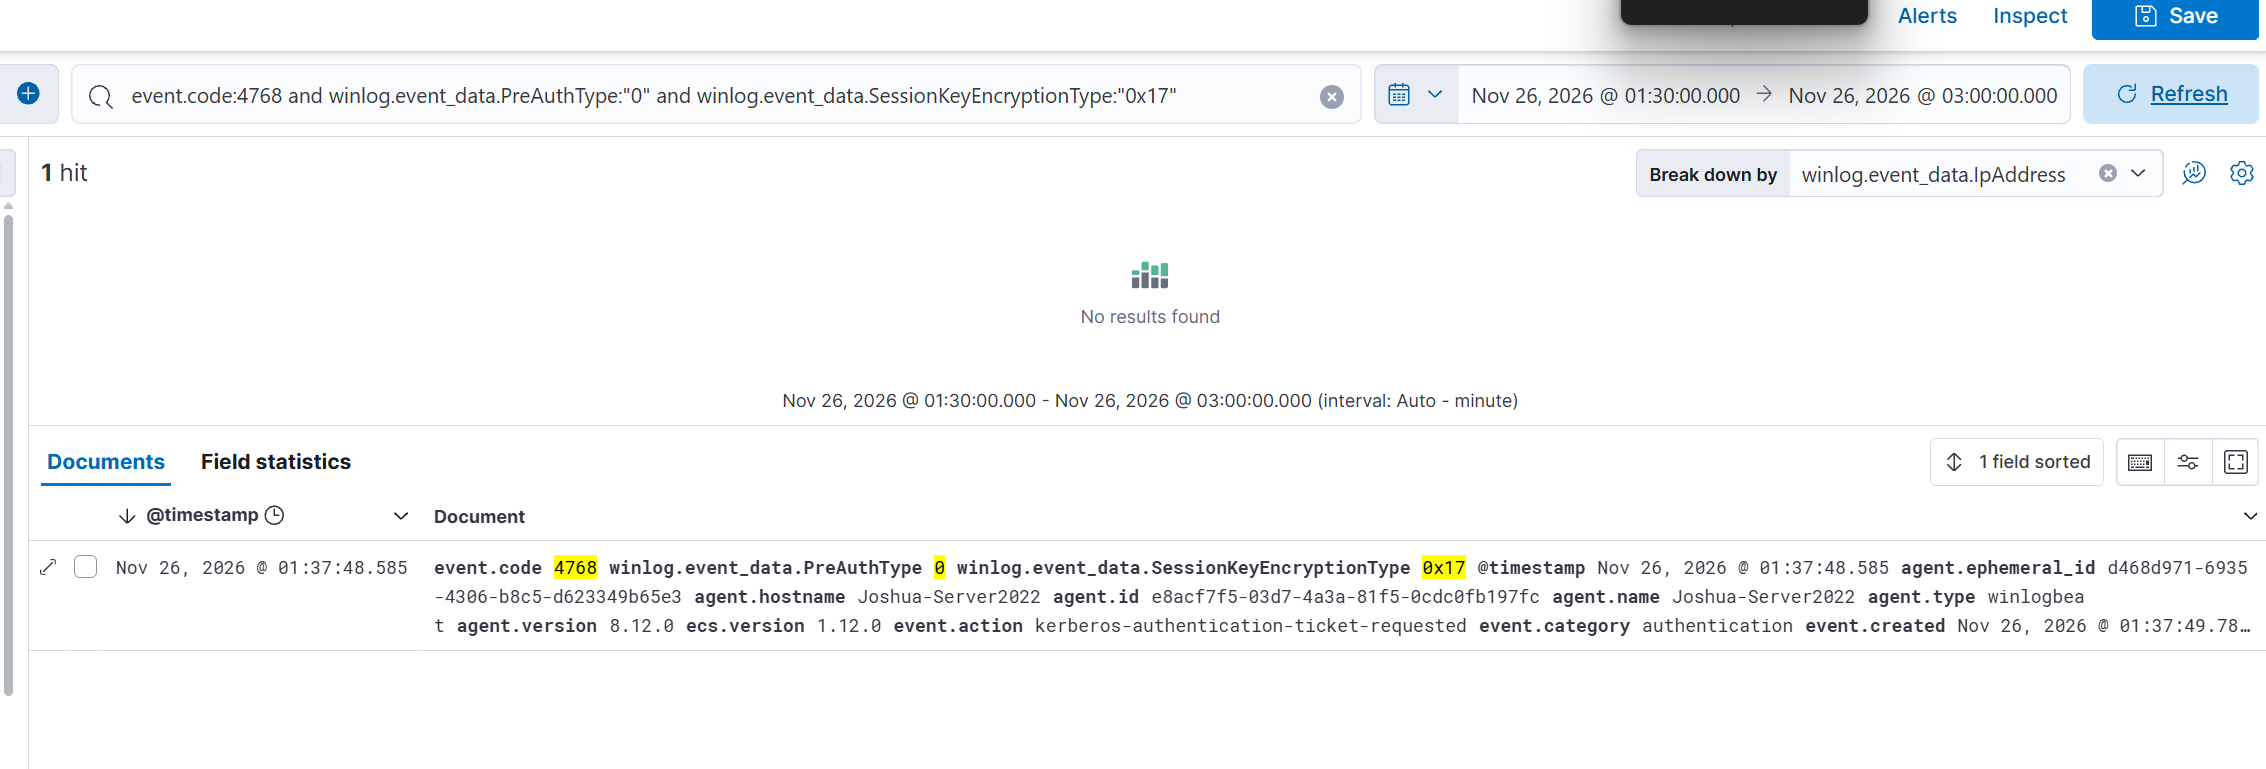 Alerts Inspect Save
event.code:4768 and winlog.event_data.PreAuthType:"0" and winlog.event_data.SessionKeyEncryptionType:"0x17" Nov 26, 2026 @ 01:30:00.000 → Nov 26, 2026 @ 03:00:00.000 Refresh
1 hit Break down by winlog.event_data.IpAddress
No results found
Nov 26, 2026 @ 01:30:00.000 - Nov 26, 2026 @ 03:00:00.000 (interval: Auto - minute)
Documents Field statistics 1 field sorted
@timestamp Document
Nov 26, 2026 @ 01:37:48.585 event.code 4768 winlog.event_data.PreAuthType 0 winlog.event_data.SessionKeyEncryptionType 0x17 @timestamp Nov 26, 2026 @ 01:37:48.585 agent.ephemeral_id d468d971-6935
-4306-b8c5-d623349b65e3 agent.hostname Joshua-Server2022 agent.id e8acf7f5-03d7-4a3a-81f5-0cdc0fb197fc agent.name Joshua-Server2022 agent.type winlogbea
t agent.version 8.12.0 ecs.version 1.12.0 event.action kerberos-authentication-ticket-requested event.category authentication event.created Nov 26, 2026 @ 01:37:49.78…